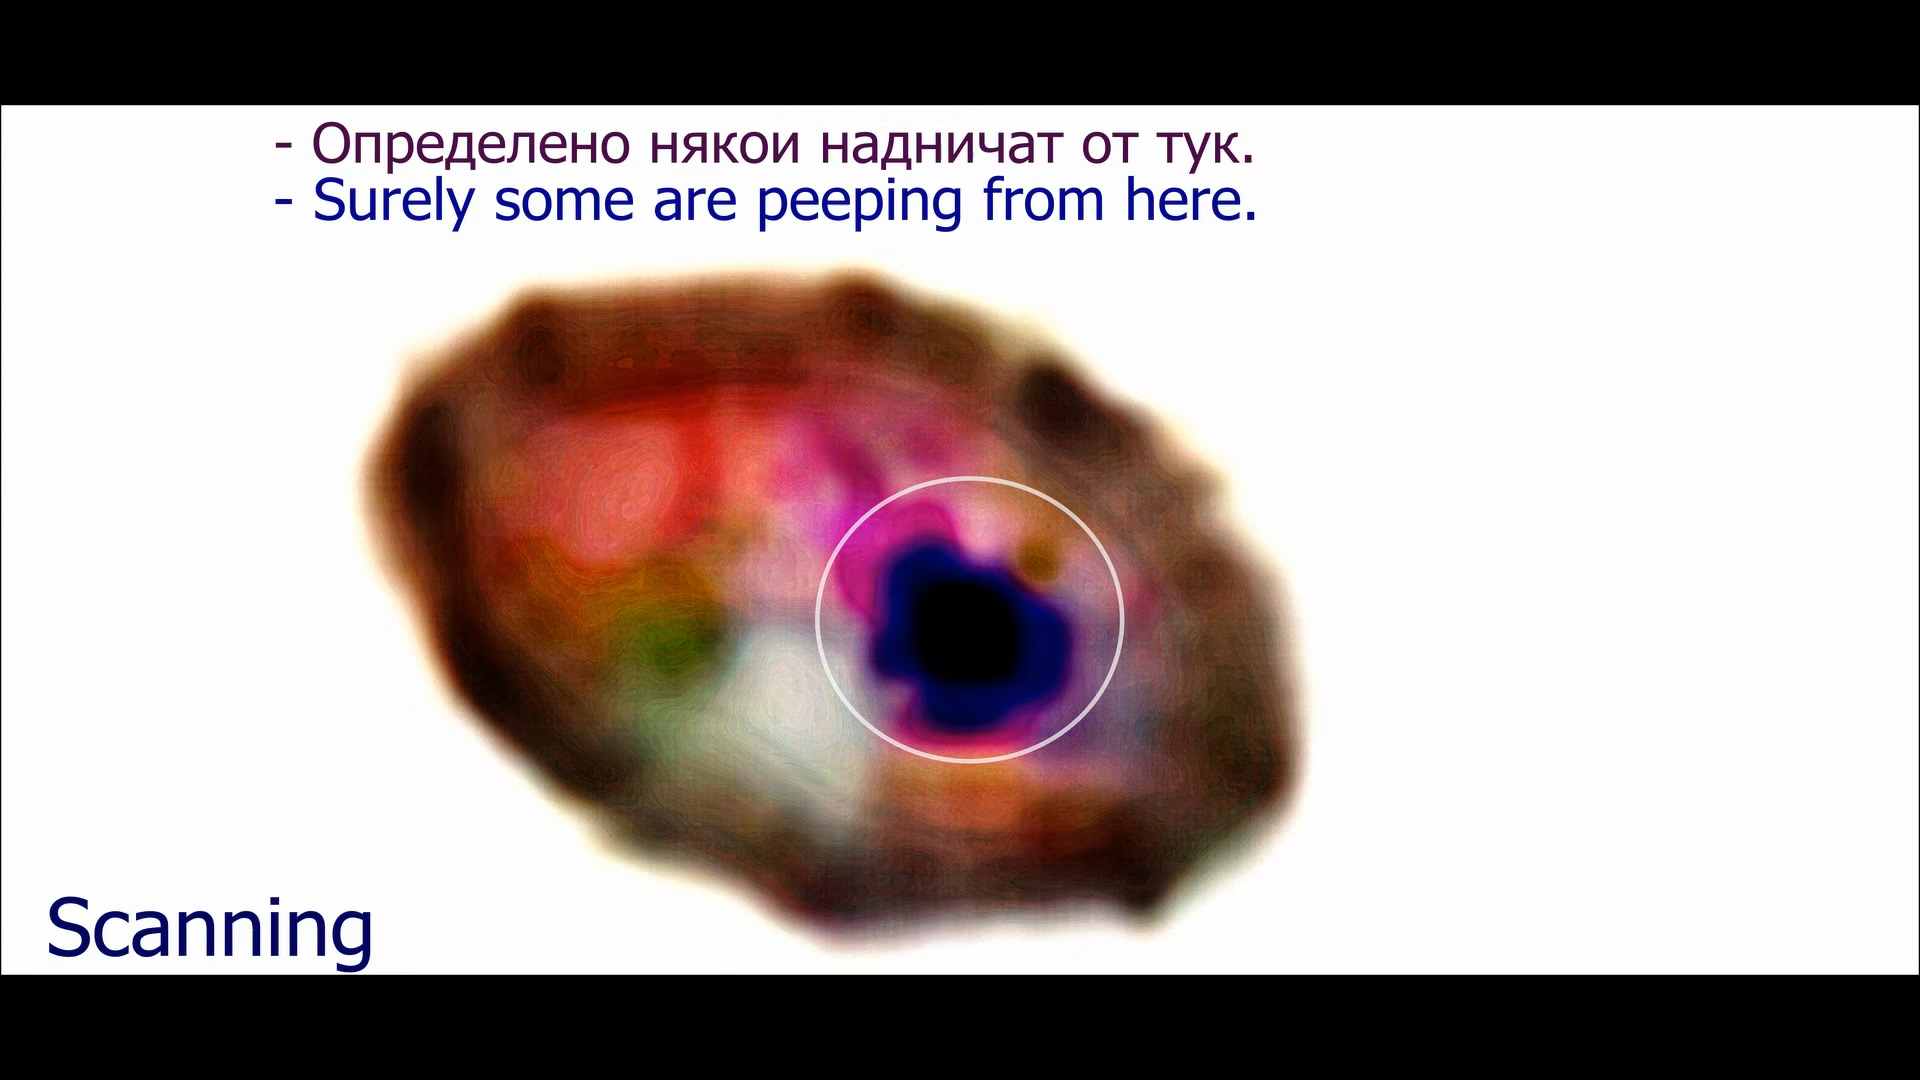 - Определено някои надничат от тук.
- Surely some are peeping from here.
Scanning